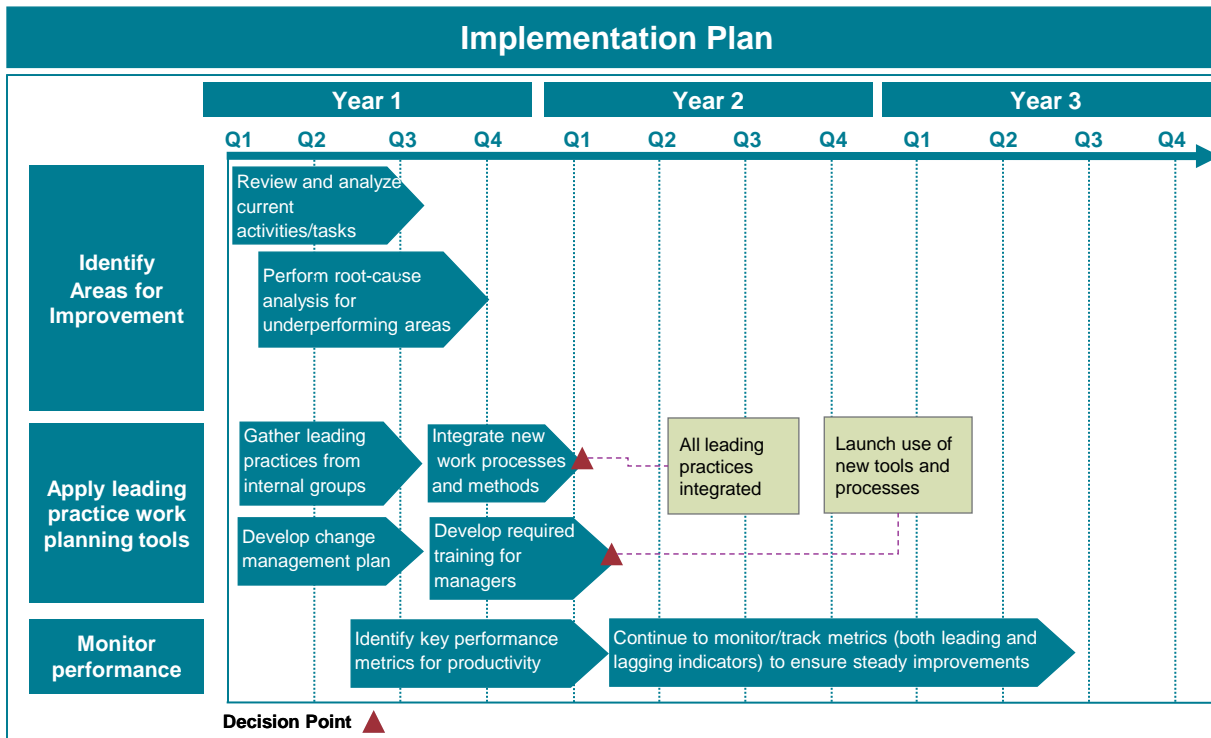 Implementation Plan
Year 1
Year 2
Year 3
Q1 Q2 Q3 Q4 Q1 Q2 Q3 Q4 Q1 Q2 Q3 Q4
Identify
Areas for
Improvement
Review and analyze
current
activities/tasks
Perform root-cause
analysis for
underperforming areas
Apply leading
practice work
planning tools
Gather leading
practices from
internal groups
Integrate new
work processes
and methods
All leading
practices
integrated
Launch use of
new tools and
processes
Develop change
management plan
Develop required
training for
managers
Monitor
performance
Identify key performance
metrics for productivity
Continue to monitor/track metrics (both leading and
lagging indicators) to ensure steady improvements
Decision Point